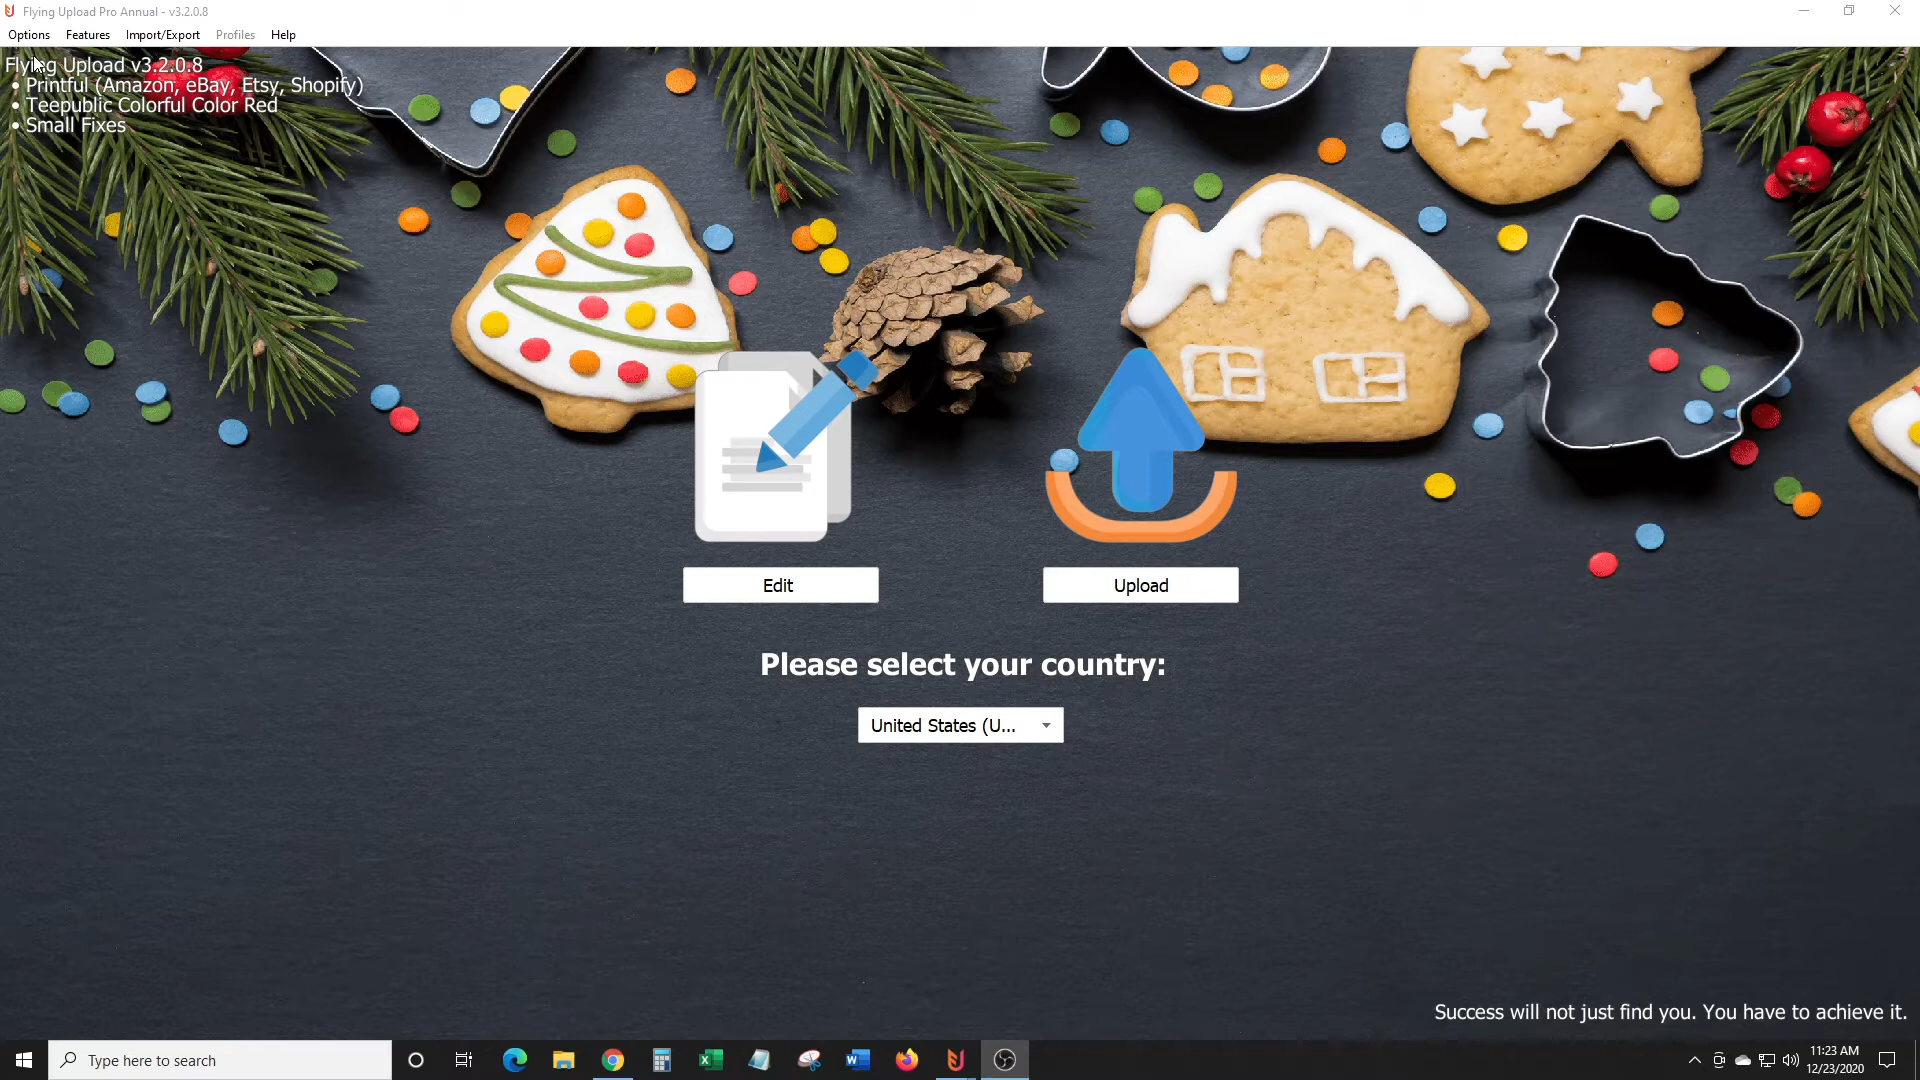 Flying Upload Pro Annual - v3.2.0.8
Options Features Import/Export Profiles Help
Flying Upload v3.2.0.8
• Printful (Amazon, eBay, Etsy, Shopify)
• Teepublic Colorful Color Red
• Small Fixes
Edit
Upload
Please select your country:
United States (U...
Success will not just find you. You have to achieve it.
Type here to search
11:23 AM
12/23/2020